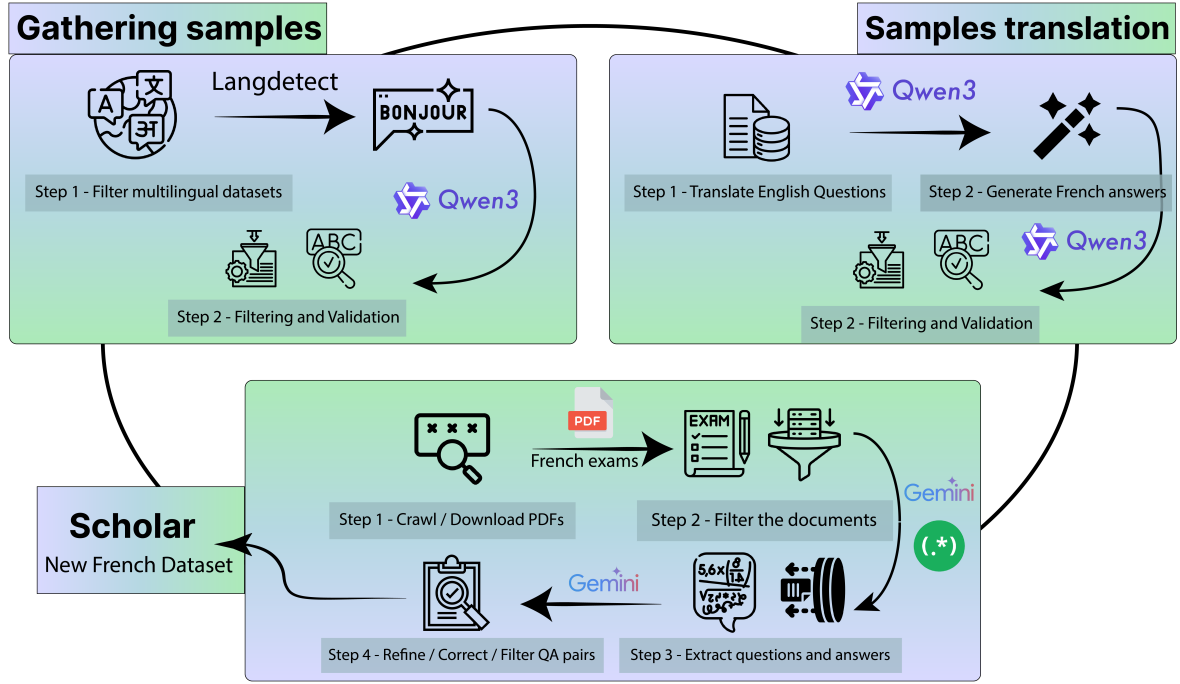 Gathering samples
Langdetect
A
文
अ
BONJOUR
Step 1 - Filter multilingual datasets
Qwen3
ABC
Step 2 - Filtering and Validation
Samples translation
Qwen3
Step 1 - Translate English Questions
Step 2 - Generate French answers
ABC
Qwen3
Step 2 - Filtering and Validation
PDF
French exams
EXAM
Step 1 - Crawl / Download PDFs
Step 2 - Filter the documents
Gemini
(.*)
Scholar
New French Dataset
Gemini
5,6x
Step 4 - Refine / Correct / Filter QA pairs
Step 3 - Extract questions and answers